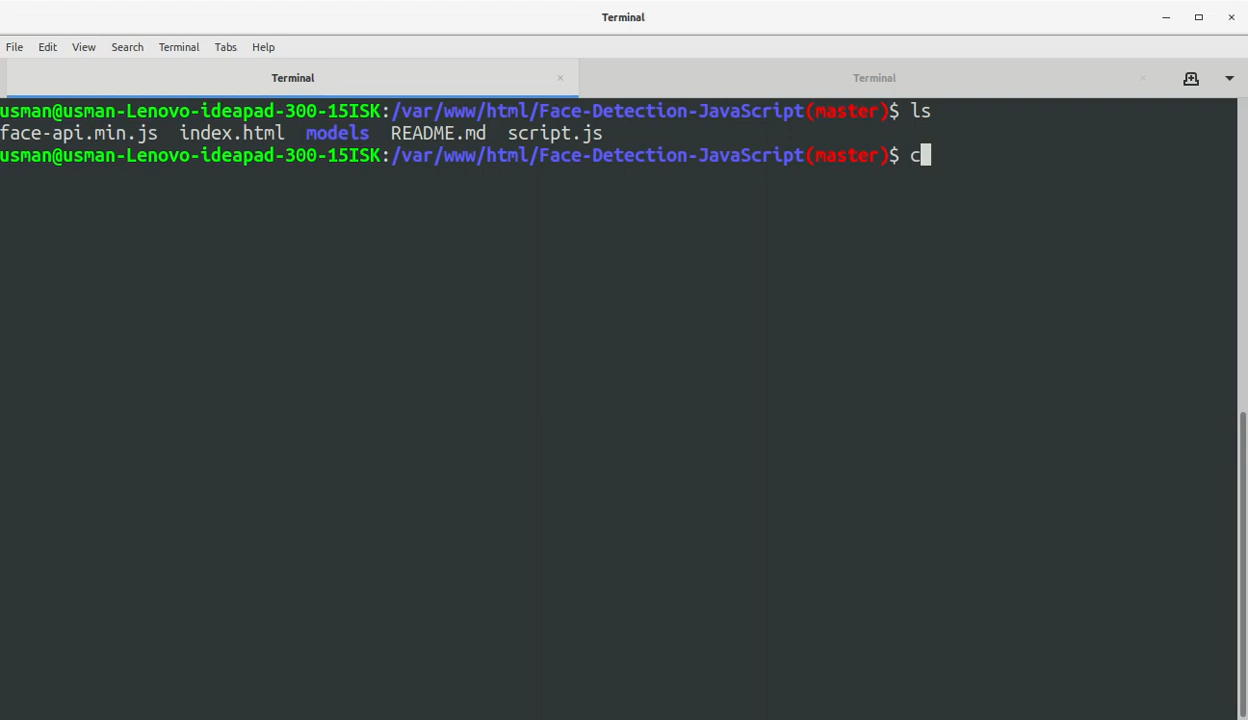 Terminal
File Edit View Search Terminal Tabs Help
Terminal Terminal
usman@usman-Lenovo-ideapad-300-15ISK:/var/www/html/Face-Detection-JavaScript(master)$ ls
face-api.min.js index.html models README.md script.js
usman@usman-Lenovo-ideapad-300-15ISK:/var/www/html/Face-Detection-JavaScript(master)$ c